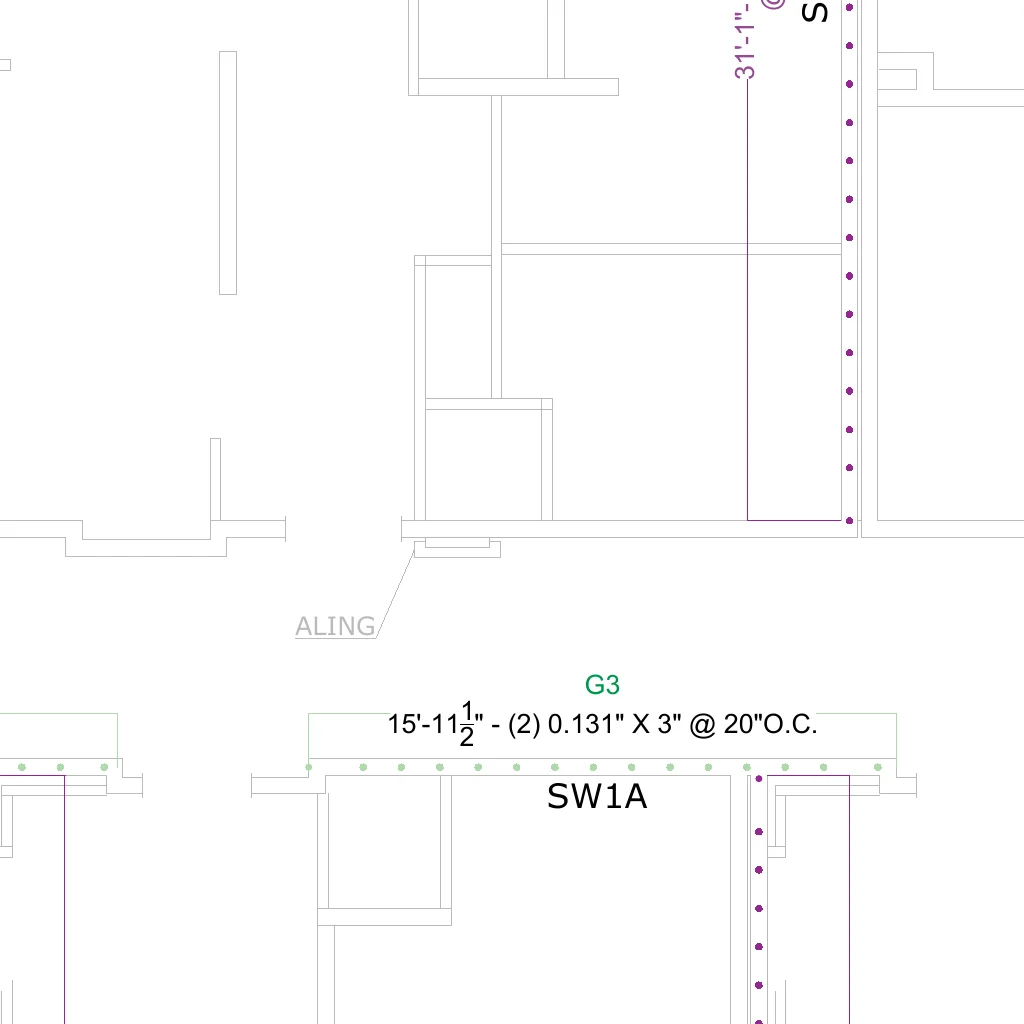 31'-1"-
@
S
ALING
G3
15'-11 1/2" - (2) 0.131" X 3" @ 20"O.C.
SW1A